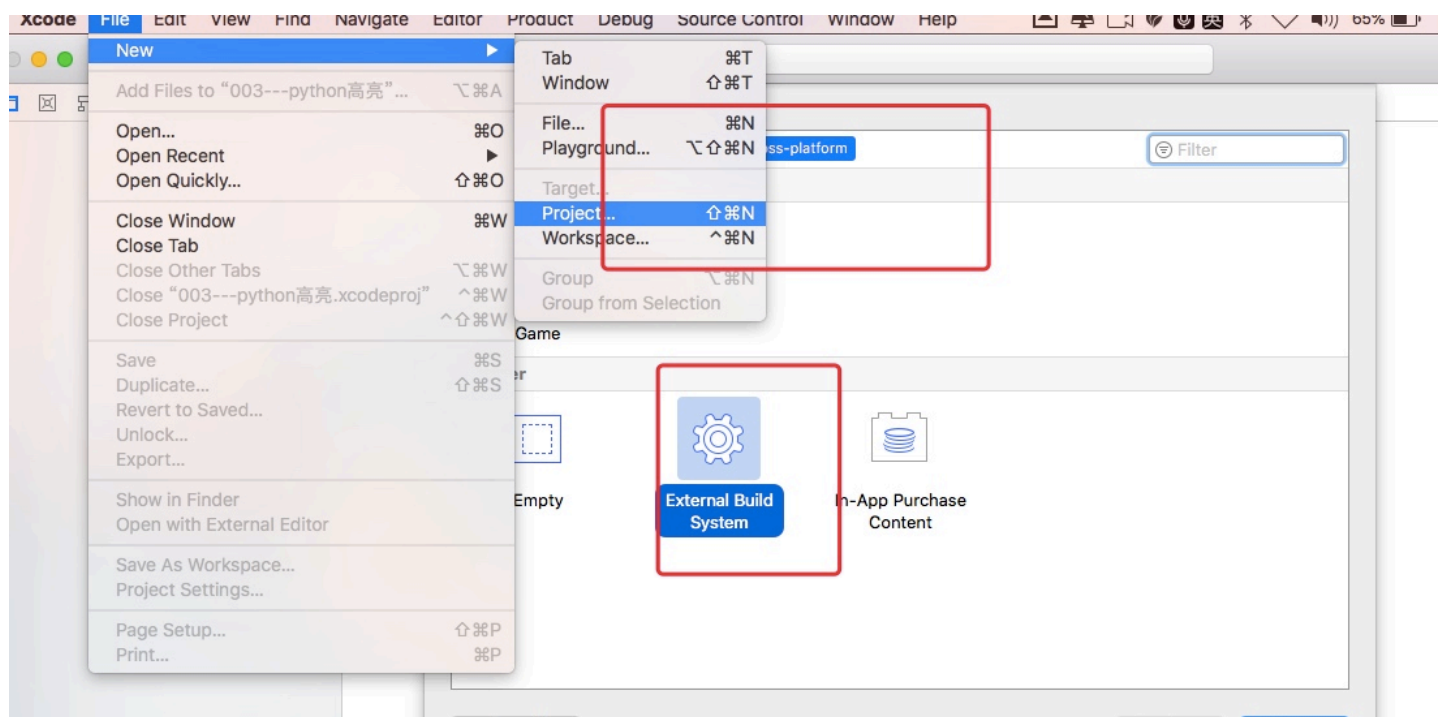 Xcode File Edit View Find Navigate Editor Product Debug Source Control Window Help 英 65%
New
Add Files to “003---python高亮”... ⌥⌘A
Open... ⌘O
Open Recent
Open Quickly... ⇧⌘O
Close Window ⌘W
Close Tab
Close Other Tabs ⌥⌘W
Close “003---python高亮.xcodeproj” ^⌘W
Close Project ^⇧⌘W
Save ⌘S
Duplicate... ⇧⌘S
Revert to Saved...
Unlock...
Export...
Show in Finder
Open with External Editor
Save As Workspace...
Project Settings...
Page Setup... ⇧⌘P
Print... ⌘P
Tab ⌘T
Window ⇧⌘T
File... ⌘N
Playground... ⌥⇧⌘N
Target...
Project... ⇧⌘N
Workspace... ^⌘N
Group ⌥⌘N
Group from Selection
ss-platform
Filter
Game
er
Empty
External Build
System
In-App Purchase
Content